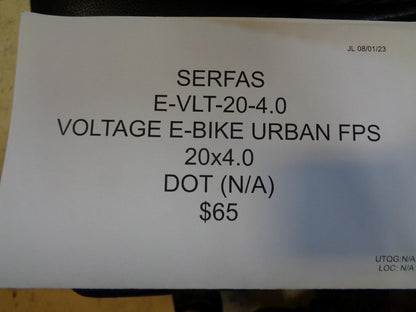 JL 08/01/23
SERFAS
E-VLT-20-4.0
VOLTAGE E-BIKE URBAN FPS
20x4.0
DOT (N/A)
$65
UTQG:N/A
LOC: N/A